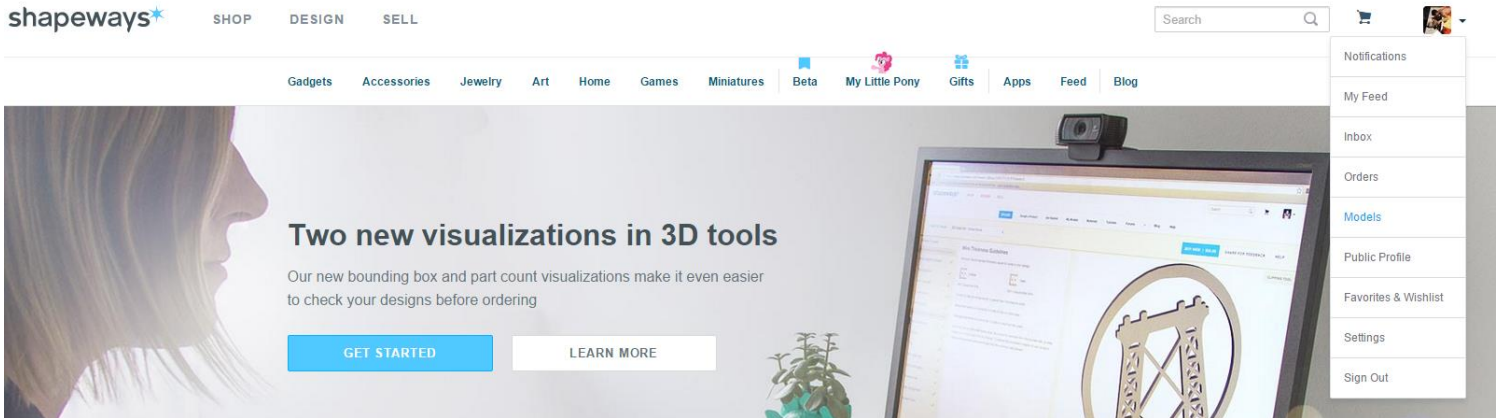 shapeways
SHOP DESIGN SELL
Search
Gadgets Accessories Jewelry Art Home Games Miniatures Beta My Little Pony Gifts Apps Feed Blog
Two new visualizations in 3D tools
Our new bounding box and part count visualizations make it even easier
to check your designs before ordering
GET STARTED LEARN MORE
Notifications
My Feed
Inbox
Orders
Models
Public Profile
Favorites & Wishlist
Settings
Sign Out